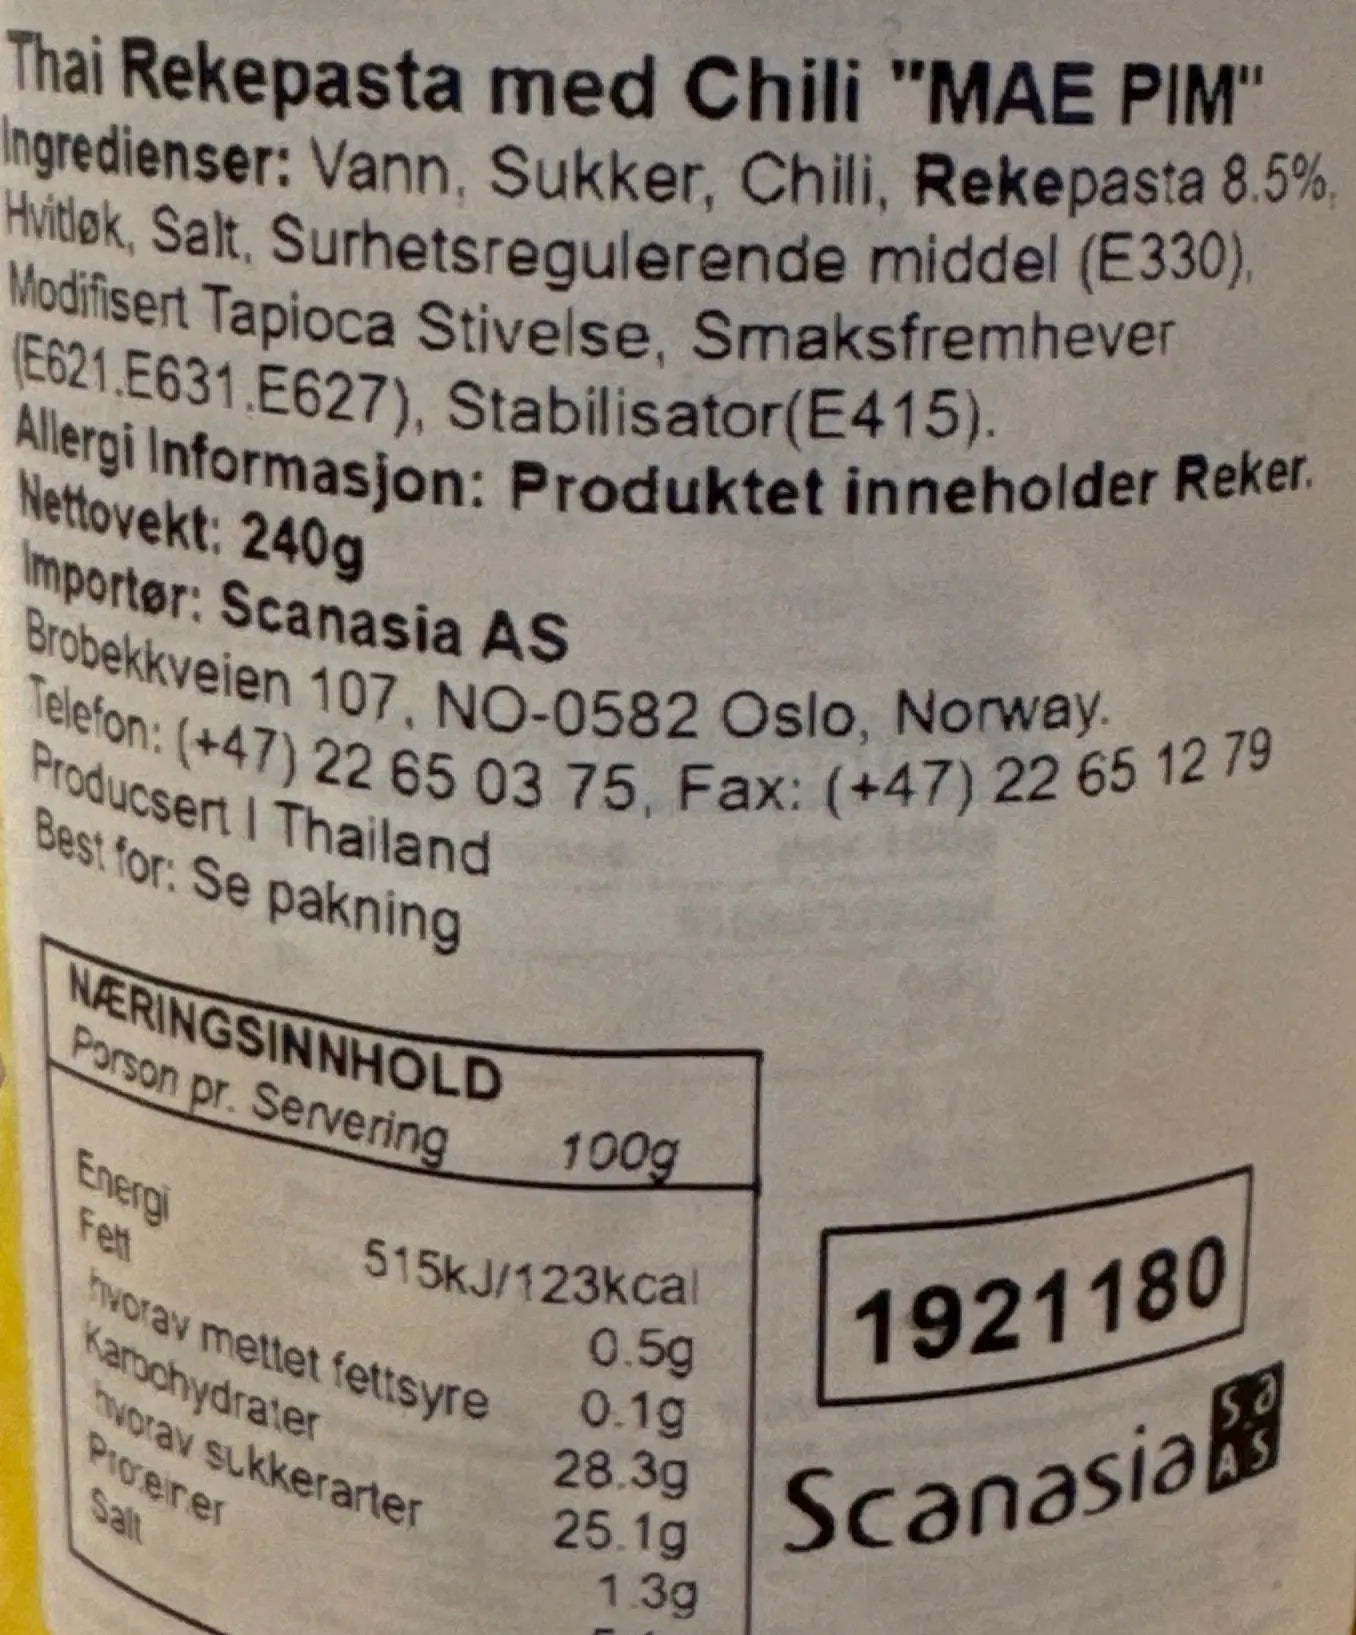 Thai Rekepasta med Chili "MAE PIM"
Ingredienser: Vann, Sukker, Chili, Rekepasta 8.5%,
Hvitløk, Salt, Surhetsregulerende middel (E330),
Modifisert Tapioca Stivelse, Smaksfremhever
(E621.E631.E627), Stabilisator(E415).
Allergi Informasjon: Produktet inneholder Reker.
Nettovekt: 240g
Importør: Scanasia AS
Brobekkveien 107, NO-0582 Oslo, Norway.
Telefon: (+47) 22 65 03 75, Fax: (+47) 22 65 12 79
Producsert I Thailand
Best for: Se pakning
NÆRINGSINNHOLD
Porson pr. Servering 100g
Energi 515kJ/123kcal
Fett 0.5g
hvorav mettet fettsyre 0.1g
Karbohydrater 28.3g
hvorav sukkerarter 25.1g
Proteiner 1.3g
Salt
1921180
Scanasia
sa
AS